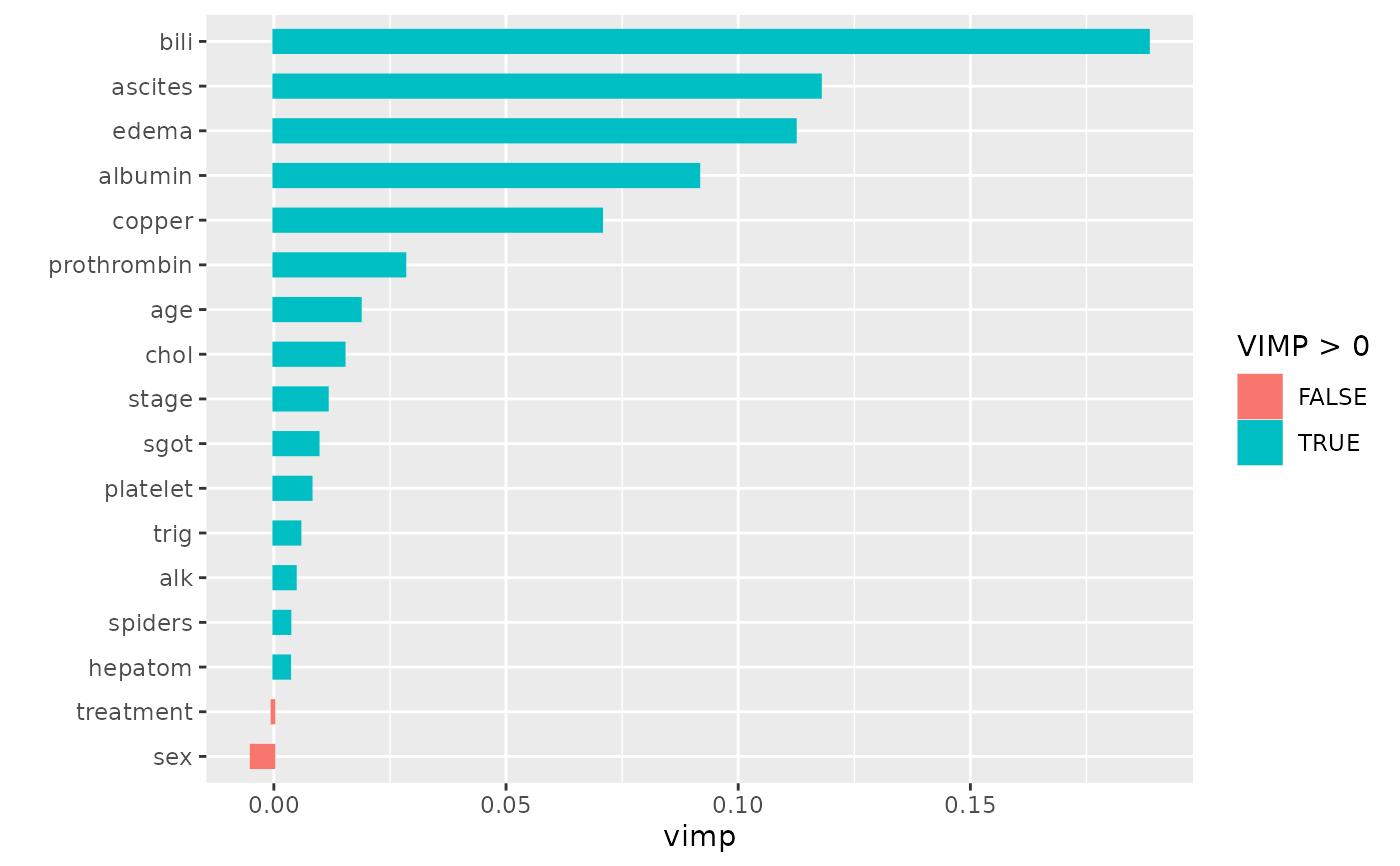 bili
ascites
edema
albumin
copper
prothrombin
age
chol
stage
sgot
platelet
trig
alk
spiders
hepatom
treatment
sex
0.00 0.05 0.10 0.15
vimp
VIMP > 0
FALSE
TRUE